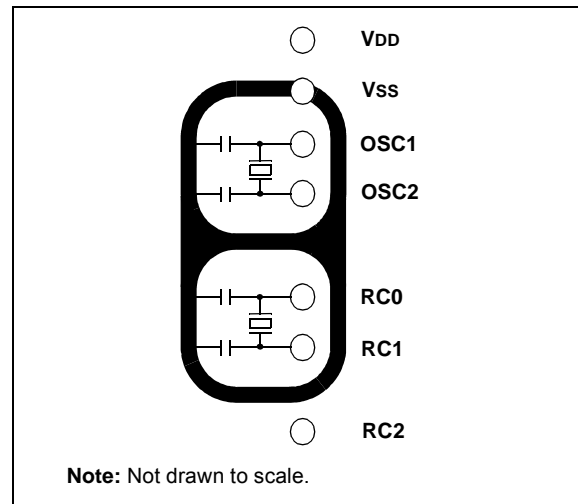 VDD
VSS
OSC1
OSC2
RC0
RC1
RC2
Note: Not drawn to scale.